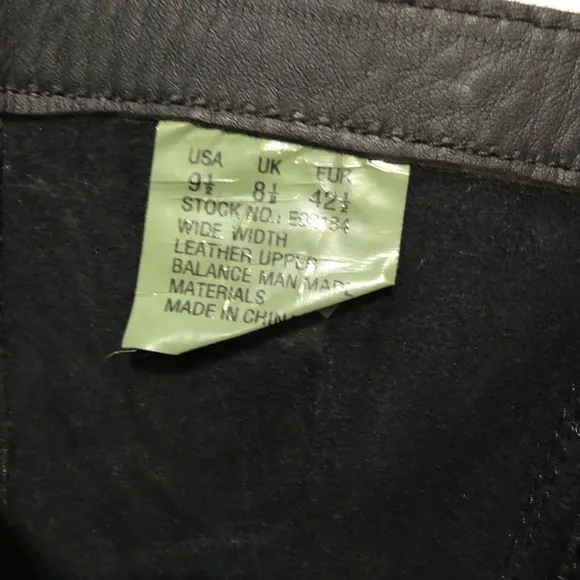 USA UK EUR
9½ 8½ 42½
STOCK NO.:
WIDE WIDTH
LEATHER UPPER
BALANCE MAN MADE
MATERIALS
MADE IN CHINA